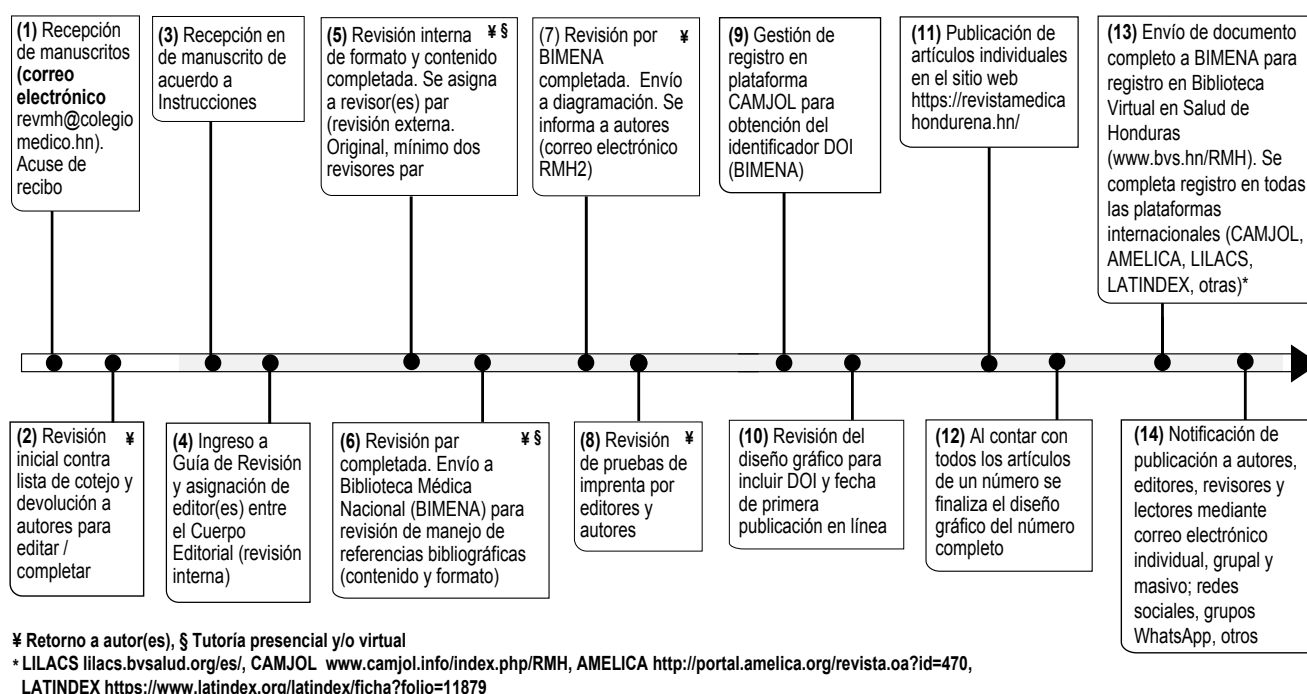 (1) Recepción
de manuscritos
(correo
electrónico
revmh@colegio
medico.hn).
Acuse de
recibo
(3) Recepción en
de manuscrito de
acuerdo a
Instrucciones
(5) Revisión interna ¥ §
de formato y contenido
completada. Se asigna
a revisor(es) par
(revisión externa.
Original, mínimo dos
revisores par
(7) Revisión por ¥
BIMENA
completada. Envío
a diagramación. Se
informa a autores
(correo electrónico
RMH2)
(9) Gestión de
registro en
plataforma
CAMJOL para
obtención del
identificador DOI
(BIMENA)
(11) Publicación de
artículos individuales
en el sitio web
https://revistamedica
hondurena.hn/
(13) Envío de documento
completo a BIMENA para
registro en Biblioteca
Virtual en Salud de
Honduras
(www.bvs.hn/RMH). Se
completa registro en todas
las plataformas
internacionales (CAMJOL,
AMELICA, LILACS,
LATINDEX, otras)*
(2) Revisión ¥
inicial contra
lista de cotejo y
devolución a
autores para
editar /
completar
(4) Ingreso a
Guía de Revisión
y asignación de
editor(es) entre
el Cuerpo
Editorial (revisión
interna)
(6) Revisión par ¥ §
completada. Envío a
Biblioteca Médica
Nacional (BIMENA) para
revisión de manejo de
referencias bibliográficas
(contenido y formato)
(8) Revisión ¥
de pruebas de
imprenta por
editores y
autores
(10) Revisión del
diseño gráfico para
incluir DOI y fecha
de primera
publicación en línea
(12) Al contar con
todos los artículos
de un número se
finaliza el diseño
gráfico del número
completo
(14) Notificación de
publicación a autores,
editores, revisores y
lectores mediante
correo electrónico
individual, grupal y
masivo; redes
sociales, grupos
WhatsApp, otros
¥ Retorno a autor(es), § Tutoría presencial y/o virtual
* LILACS lilacs.bvsalud.org/es/, CAMJOL www.camjol.info/index.php/RMH, AMELICA http://portal.amelica.org/revista.oa?id=470,
LATINDEX https://www.latindex.org/latindex/ficha?folio=11879